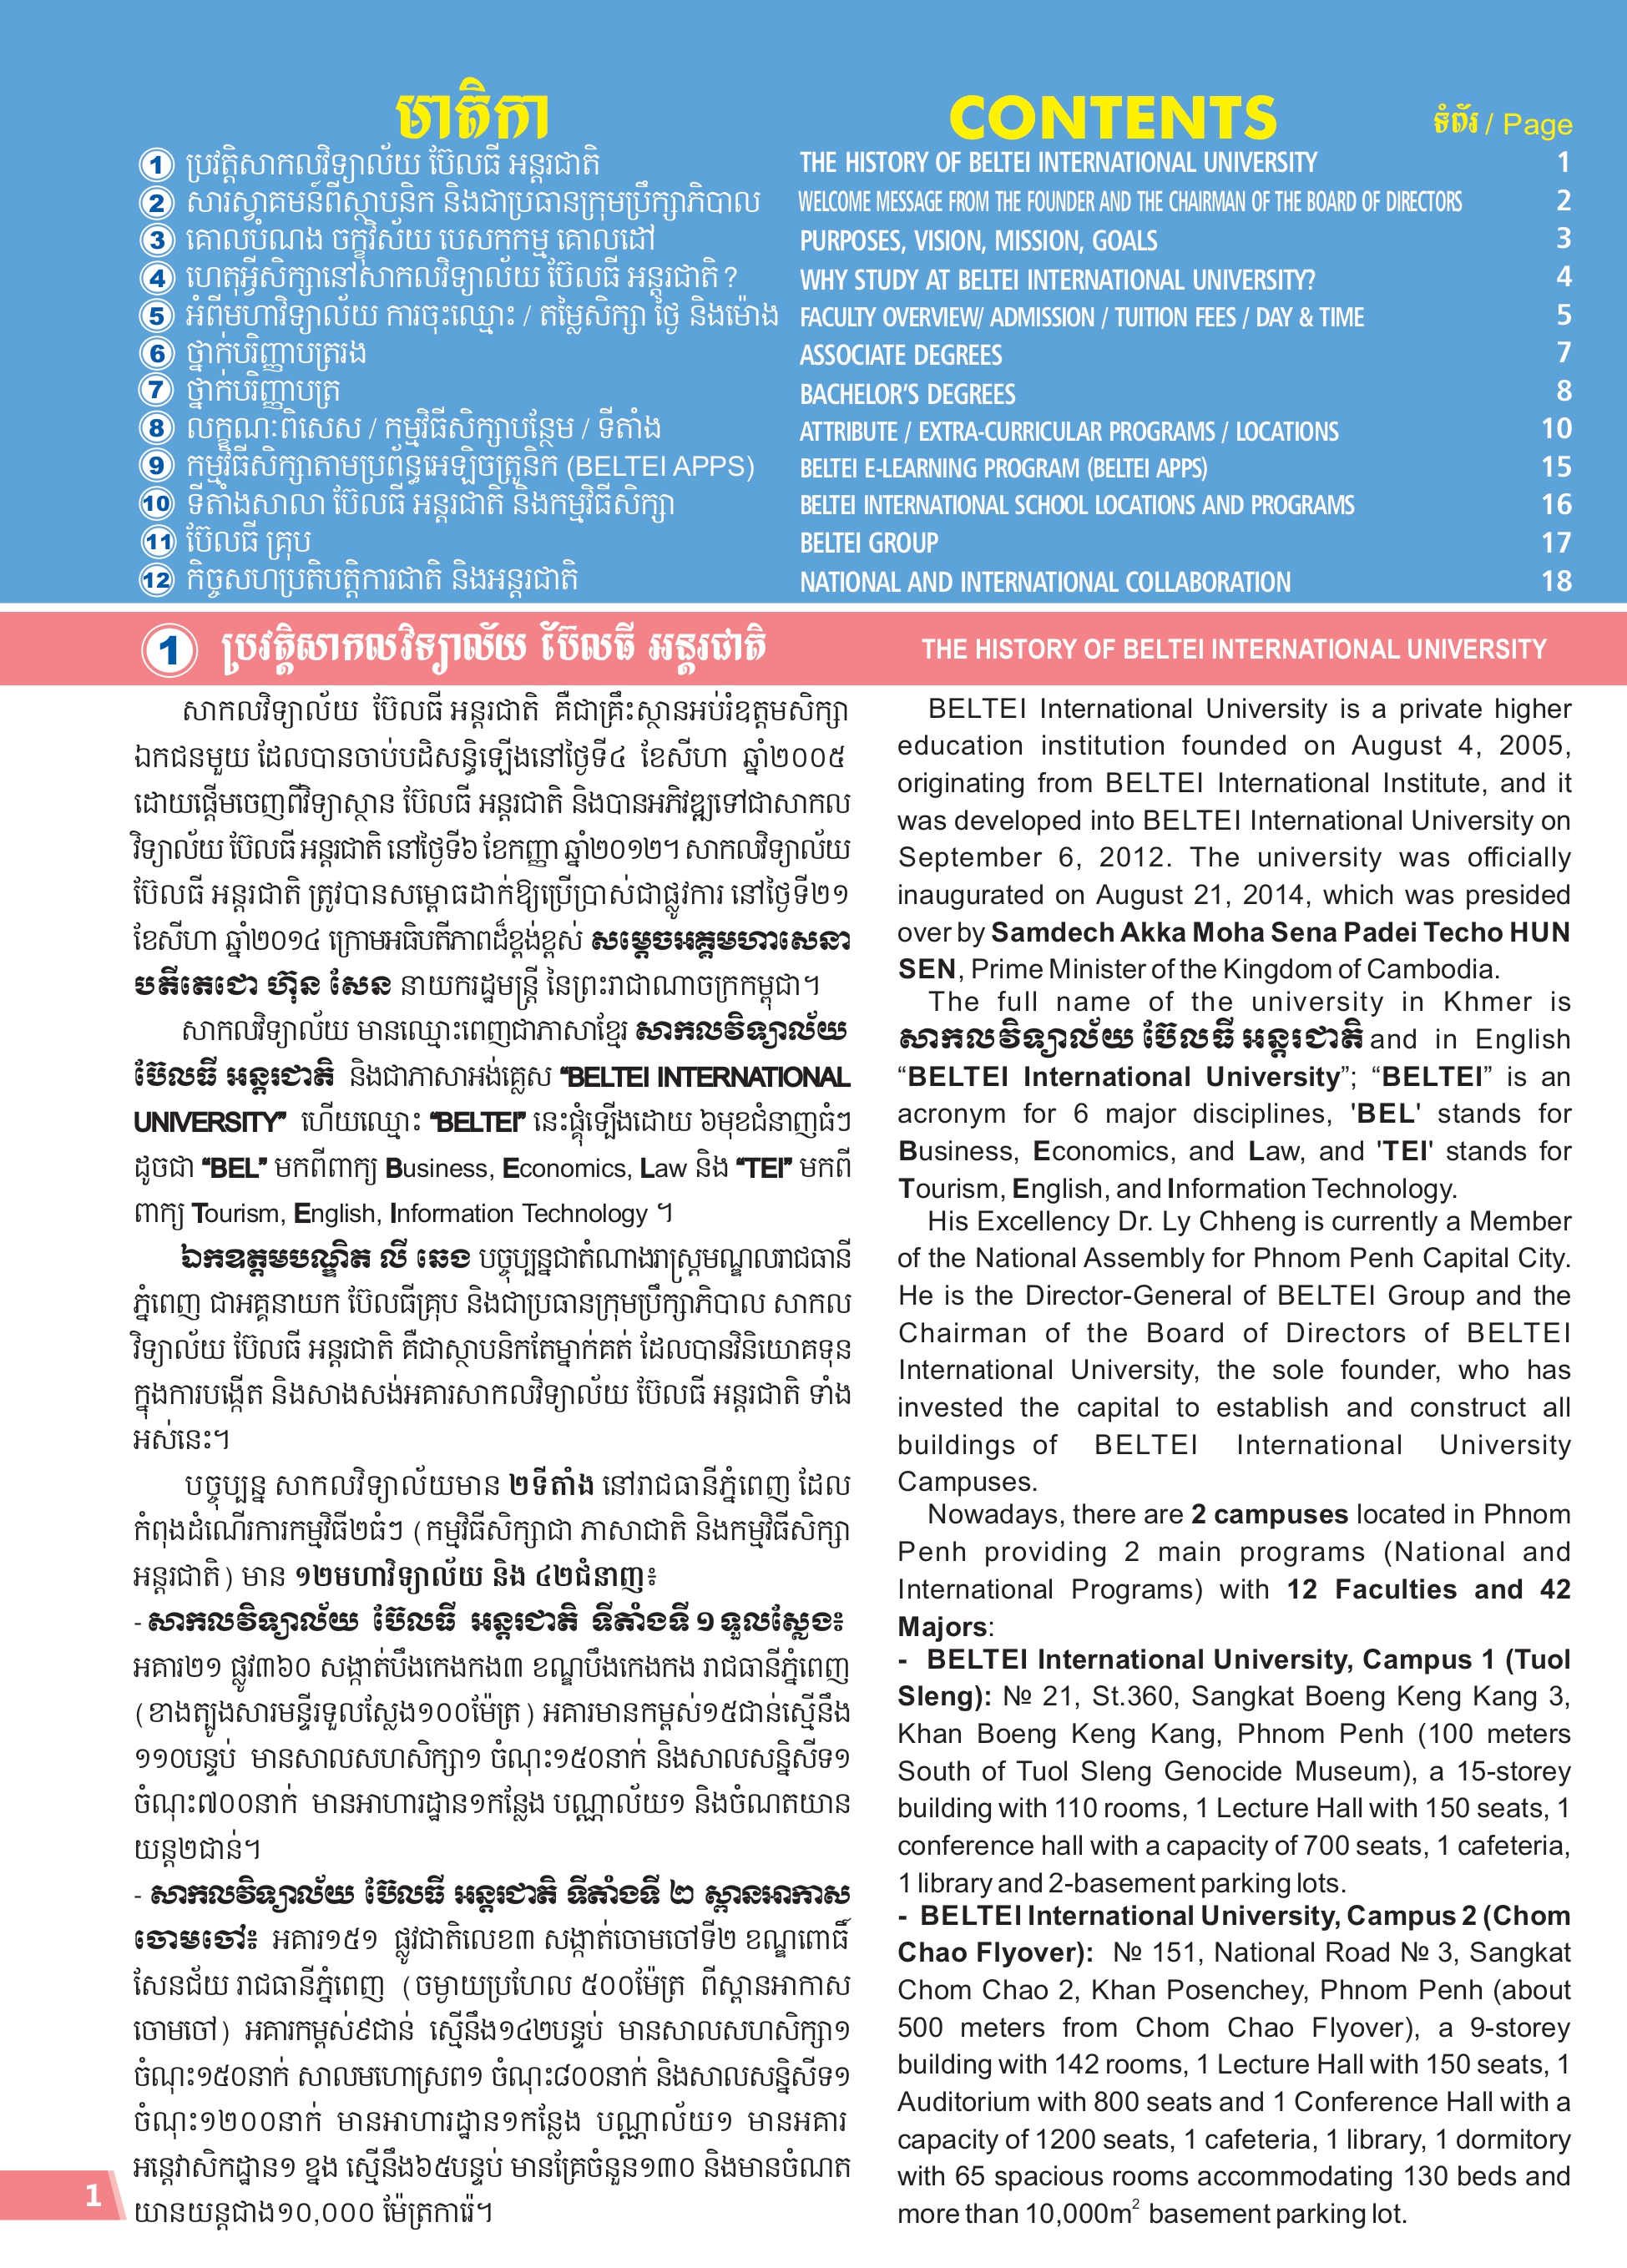 មាតិកា CONTENTS ទំព័រ / Page
1 ប្រវត្តិសាកលវិទ្យាល័យ ប៊ែលធី អន្តរជាតិ THE HISTORY OF BELTEI INTERNATIONAL UNIVERSITY 1
2 សារស្វាគមន៍ពីស្ថាបនិក និងជាប្រធានក្រុមប្រឹក្សាភិបាល WELCOME MESSAGE FROM THE FOUNDER AND THE CHAIRMAN OF THE BOARD OF DIRECTORS 2
3 គោលបំណង ចក្ខុវិស័យ បេសកកម្ម គោលដៅ PURPOSES, VISION, MISSION, GOALS 3
4 ហេតុអ្វីសិក្សានៅសាកលវិទ្យាល័យ ប៊ែលធី អន្តរជាតិ? WHY STUDY AT BELTEI INTERNATIONAL UNIVERSITY? 4
5 អំពីមហាវិទ្យាល័យ ការចុះឈ្មោះ / តម្លៃសិក្សា ថ្ងៃ និងម៉ោង FACULTY OVERVIEW/ ADMISSION / TUITION FEES / DAY & TIME 5
6 ថ្នាក់បរិញ្ញាបត្ររង ASSOCIATE DEGREES 7
7 ថ្នាក់បរិញ្ញាបត្រ BACHELOR'S DEGREES 8
8 លក្ខណៈពិសេស / កម្មវិធីសិក្សាបន្ថែម / ទីតាំង ATTRIBUTE / EXTRA-CURRICULAR PROGRAMS / LOCATIONS 10
9 កម្មវិធីសិក្សាតាមប្រព័ន្ធអេឡិចត្រូនិក (BELTEI APPS) BELTEI E-LEARNING PROGRAM (BELTEI APPS) 15
10 ទីតាំងសាលា ប៊ែលធី អន្តរជាតិ និងកម្មវិធីសិក្សា BELTEI INTERNATIONAL SCHOOL LOCATIONS AND PROGRAMS 16
11 ប៊ែលធី គ្រុប BELTEI GROUP 17
12 កិច្ចសហប្រតិបត្តិការជាតិ និងអន្តរជាតិ NATIONAL AND INTERNATIONAL COLLABORATION 18
1 ប្រវត្តិសាកលវិទ្យាល័យ ប៊ែលធី អន្តរជាតិ THE HISTORY OF BELTEI INTERNATIONAL UNIVERSITY
សាកលវិទ្យាល័យ ប៊ែលធី អន្តរជាតិ គឺជាគ្រឹះស្ថានអប់រំឧត្តមសិក្សា
ឯកជនមួយ ដែលបានចាប់បដិសន្ធិឡើងនៅថ្ងៃទី៤ ខែសីហា ឆ្នាំ២០០៥
ដោយផ្តើមចេញពីវិទ្យាស្ថាន ប៊ែលធី អន្តរជាតិ និងបានអភិវឌ្ឍទៅជាសាកល
វិទ្យាល័យ ប៊ែលធី អន្តរជាតិ នៅថ្ងៃទី៦ ខែកញ្ញា ឆ្នាំ២០១២។ សាកលវិទ្យាល័យ
ប៊ែលធី អន្តរជាតិ ត្រូវបានសម្ពោធដាក់ឱ្យប្រើប្រាស់ជាផ្លូវការ នៅថ្ងៃទី២១
ខែសីហា ឆ្នាំ២០១៤ ក្រោមអធិបតីភាពដ៏ខ្ពង់ខ្ពស់ សម្តេចអគ្គមហាសេនា
បតីតេជោ ហ៊ុន សែន នាយករដ្ឋមន្ត្រី នៃព្រះរាជាណាចក្រកម្ពុជា។
សាកលវិទ្យាល័យ មានឈ្មោះពេញជាភាសាខ្មែរ សាកលវិទ្យាល័យ
ប៊ែលធី អន្តរជាតិ និងជាភាសាអង់គ្លេស “BELTEI INTERNATIONAL
UNIVERSITY” ហើយឈ្មោះ “BELTEI” នេះផ្គុំឡើងដោយ ៦មុខជំនាញធំៗ
ដូចជា “BEL” មកពីពាក្យ Business, Economics, Law និង “TEI” មកពី
ពាក្យ Tourism, English, Information Technology ។
ឯកឧត្តមបណ្ឌិត លី ឆេង បច្ចុប្បន្នជាតំណាងរាស្ត្រមណ្ឌលរាជធានី
ភ្នំពេញ ជាអគ្គនាយក ប៊ែលធីគ្រុប និងជាប្រធានក្រុមប្រឹក្សាភិបាល សាកល
វិទ្យាល័យ ប៊ែលធី អន្តរជាតិ គឺជាស្ថាបនិកតែម្នាក់គត់ ដែលបានវិនិយោគទុន
ក្នុងការបង្កើត និងសាងសង់អគារសាកលវិទ្យាល័យ ប៊ែលធី អន្តរជាតិ ទាំង
អស់នេះ។
បច្ចុប្បន្ន សាកលវិទ្យាល័យមាន ២ទីតាំង នៅរាជធានីភ្នំពេញ ដែល
កំពុងដំណើរការកម្មវិធី២ធំៗ (កម្មវិធីសិក្សាជា ភាសាជាតិ និងកម្មវិធីសិក្សា
អន្តរជាតិ) មាន ១២មហាវិទ្យាល័យ និង ៤២ជំនាញ៖
- សាកលវិទ្យាល័យ ប៊ែលធី អន្តរជាតិ ទីតាំងទី ១ ទួលស្លែង៖
អគារ២១ ផ្លូវ៣៦០ សង្កាត់បឹងកេងកង៣ ខណ្ឌបឹងកេងកង រាជធានីភ្នំពេញ
(ខាងត្បូងសារមន្ទីរទួលស្លែង១០០ម៉ែត្រ) អគារមានកម្ពស់១៥ជាន់ស្មើនឹង
១១០បន្ទប់ មានសាលសហសិក្សា១ ចំណុះ១៥០នាក់ និងសាលសន្និសីទ១
ចំណុះ៧០០នាក់ មានអាហារដ្ឋាន១កន្លែង បណ្ណាល័យ១ និងចំណតយាន
យន្ត២ជាន់។
- សាកលវិទ្យាល័យ ប៊ែលធី អន្តរជាតិ ទីតាំងទី ២ ស្ពានអាកាស
ចោមចៅ៖ អគារ១៥១ ផ្លូវជាតិលេខ៣ សង្កាត់ចោមចៅទី២ ខណ្ឌពោធិ៍
សែនជ័យ រាជធានីភ្នំពេញ (ចម្ងាយប្រហែល ៥០០ម៉ែត្រ ពីស្ពានអាកាស
ចោមចៅ) អគារកម្ពស់៩ជាន់ ស្មើនឹង១៤២បន្ទប់ មានសាលសហសិក្សា១
ចំណុះ១៥០នាក់ សាលមហោស្រព១ ចំណុះ៨០០នាក់ និងសាលសន្និសីទ១
ចំណុះ១២០០នាក់ មានអាហារដ្ឋាន១កន្លែង បណ្ណាល័យ១ មានអគារ
អន្តេវាសិកដ្ឋាន១ ខ្នង ស្មើនឹង៦៥បន្ទប់ មានគ្រែចំនួន១៣០ និងមានចំណត
យានយន្តជាង១០,០០០ ម៉ែត្រការ៉េ។
BELTEI International University is a private higher
education institution founded on August 4, 2005,
originating from BELTEI International Institute, and it
was developed into BELTEI International University on
September 6, 2012. The university was officially
inaugurated on August 21, 2014, which was presided
over by Samdech Akka Moha Sena Padei Techo HUN
SEN, Prime Minister of the Kingdom of Cambodia.
The full name of the university in Khmer is
សាកលវិទ្យាល័យ ប៊ែលធី អន្តរជាតិ and in English
“BELTEI International University”; “BELTEI” is an
acronym for 6 major disciplines, 'BEL' stands for
Business, Economics, and Law, and 'TEI' stands for
Tourism, English, and Information Technology.
His Excellency Dr. Ly Chheng is currently a Member
of the National Assembly for Phnom Penh Capital City.
He is the Director-General of BELTEI Group and the
Chairman of the Board of Directors of BELTEI
International University, the sole founder, who has
invested the capital to establish and construct all
buildings of BELTEI International University
Campuses.
Nowadays, there are 2 campuses located in Phnom
Penh providing 2 main programs (National and
International Programs) with 12 Faculties and 42
Majors:
- BELTEI International University, Campus 1 (Tuol
Sleng): № 21, St.360, Sangkat Boeng Keng Kang 3,
Khan Boeng Keng Kang, Phnom Penh (100 meters
South of Tuol Sleng Genocide Museum), a 15-storey
building with 110 rooms, 1 Lecture Hall with 150 seats, 1
conference hall with a capacity of 700 seats, 1 cafeteria,
1 library and 2-basement parking lots.
- BELTEI International University, Campus 2 (Chom
Chao Flyover): № 151, National Road № 3, Sangkat
Chom Chao 2, Khan Posenchey, Phnom Penh (about
500 meters from Chom Chao Flyover), a 9-storey
building with 142 rooms, 1 Lecture Hall with 150 seats, 1
Auditorium with 800 seats and 1 Conference Hall with a
capacity of 1200 seats, 1 cafeteria, 1 library, 1 dormitory
with 65 spacious rooms accommodating 130 beds and
more than 10,000m² basement parking lot.
1